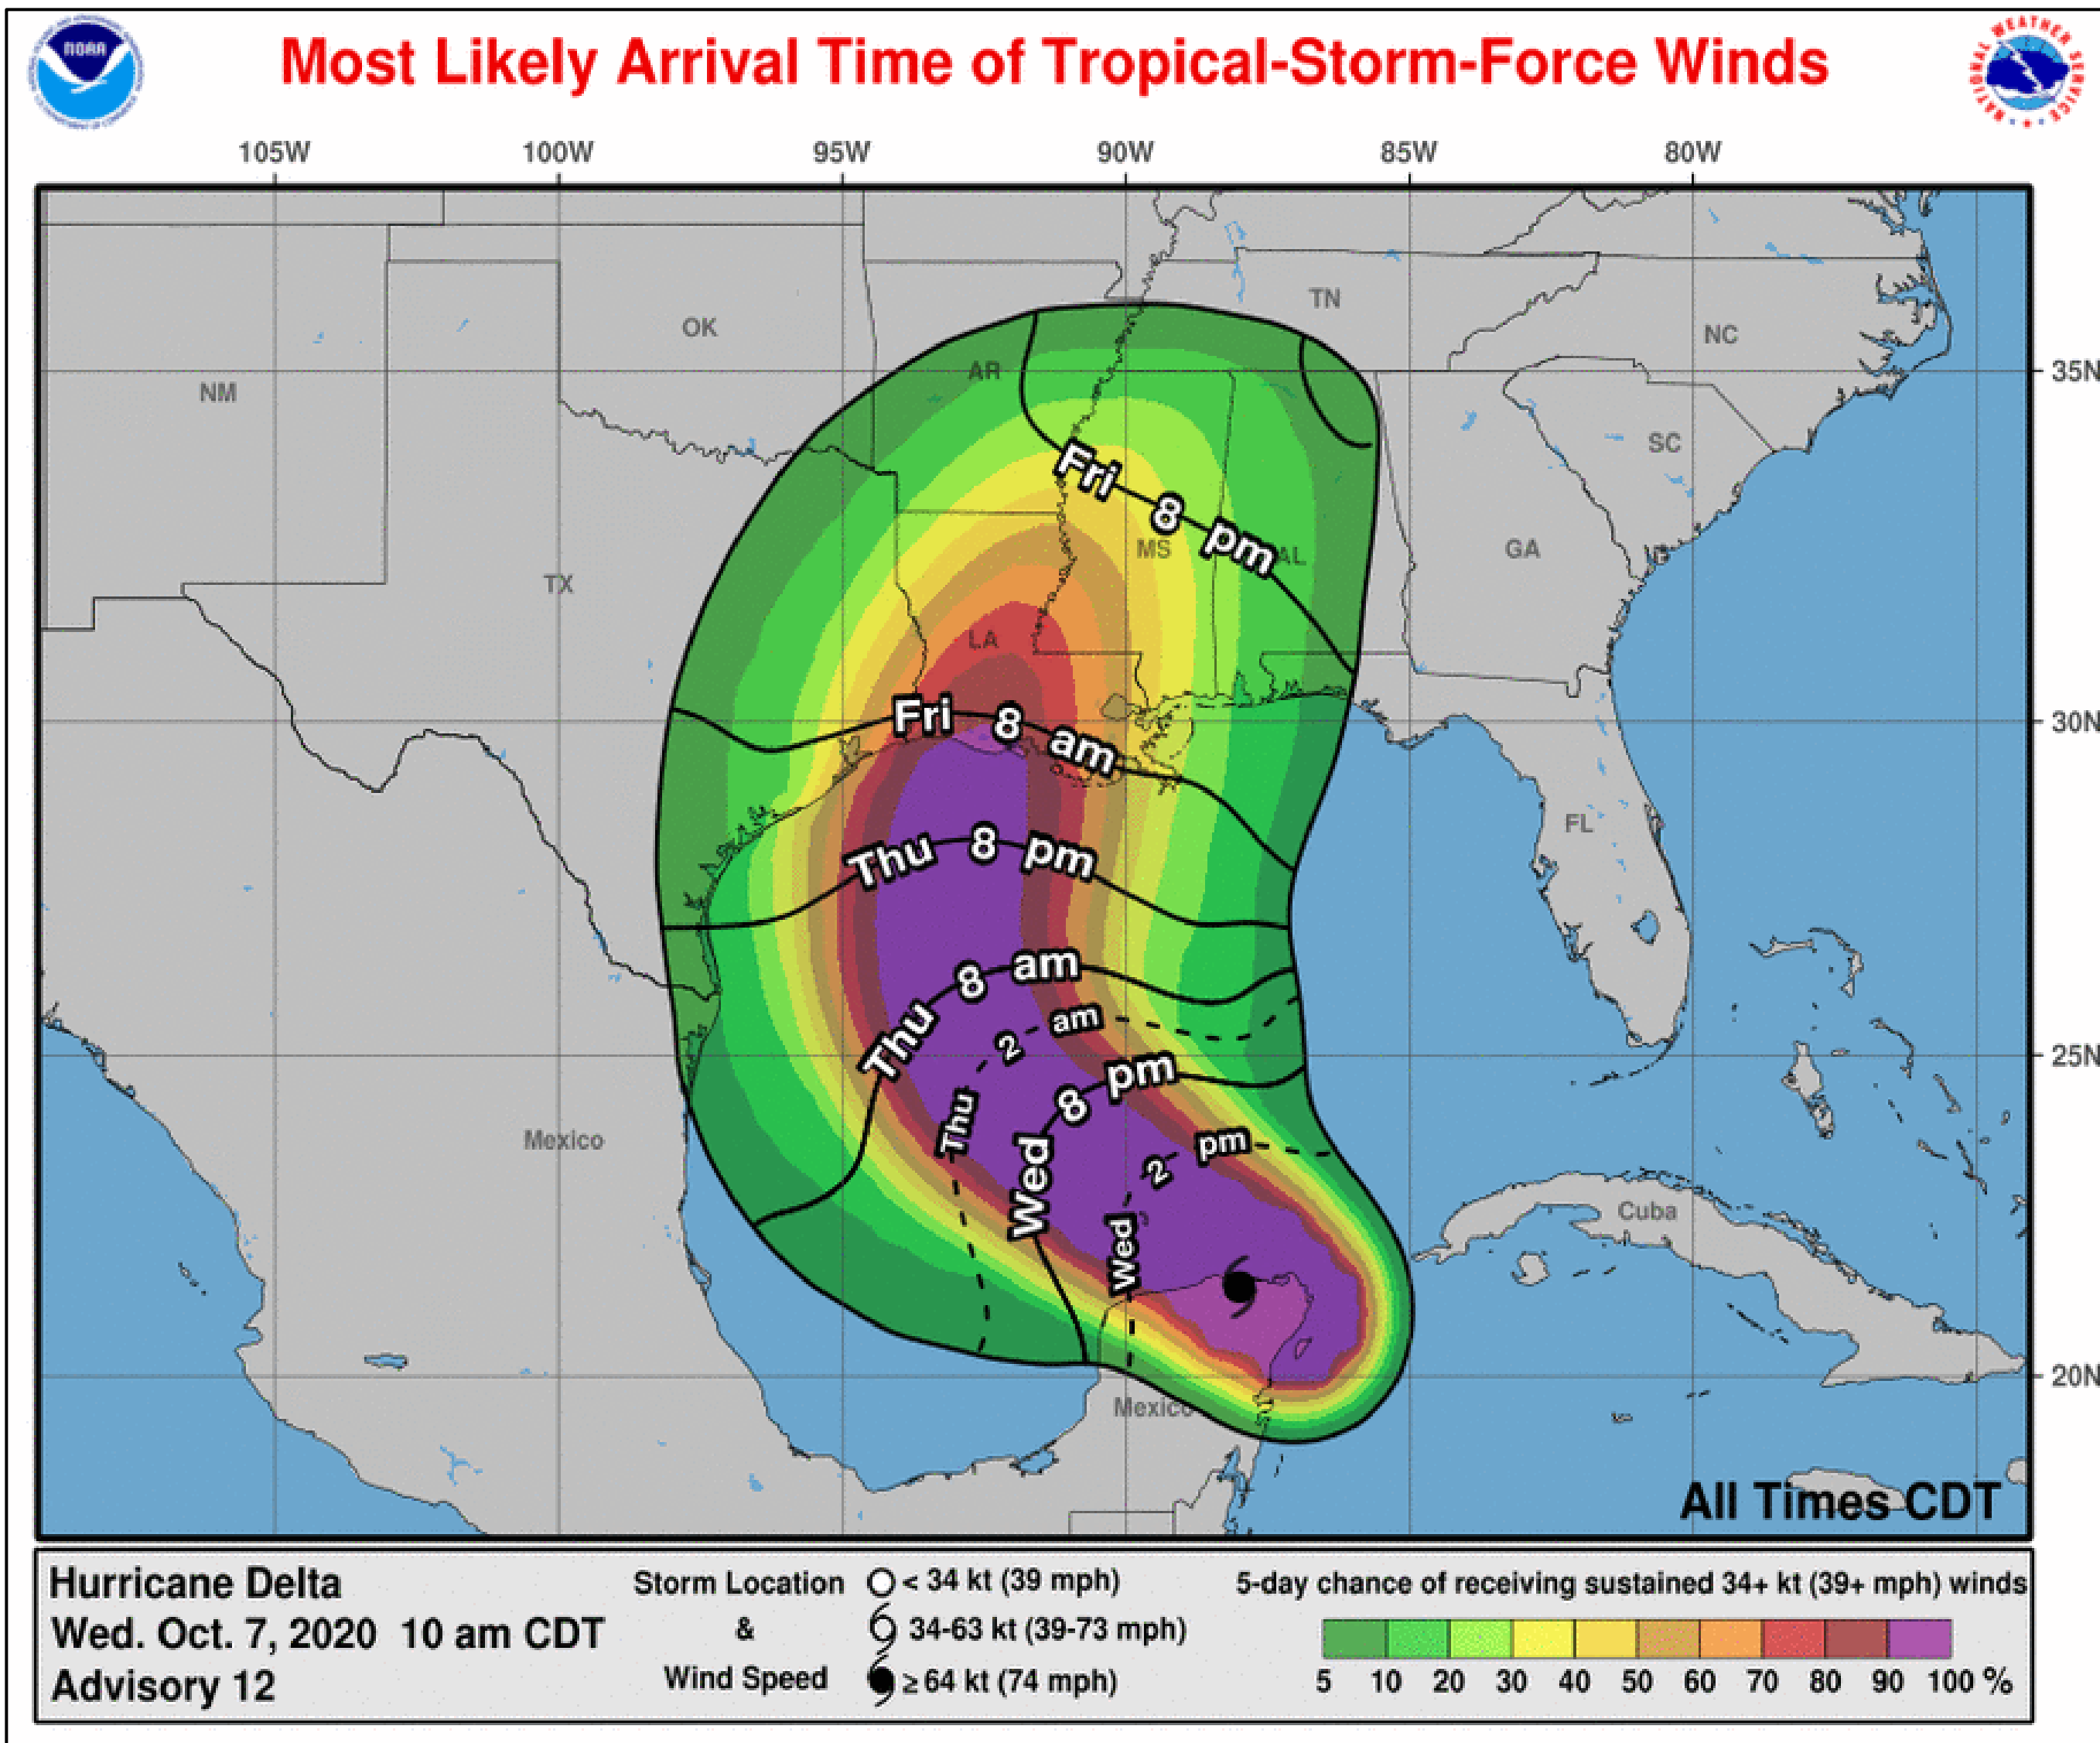 NOAA
Most Likely Arrival Time of Tropical-Storm-Force Winds
NATIONAL WEATHER SERVICE
105W 100W 95W 90W 85W 80W
TN
OK
NC
AR
35N
NM
SC
Fri 8 pm
MS AL GA
TX
LA
Fri 8 am
30N
FL
Thu 8 pm
Thu 8 am
Thu 2 am
25N
Wed 8 pm
Mexico
Wed 2 pm
Cuba
20N
Mexico
All Times CDT
Hurricane Delta
Wed. Oct. 7, 2020 10 am CDT
Advisory 12
Storm Location
&
Wind Speed
< 34 kt (39 mph)
34-63 kt (39-73 mph)
≥ 64 kt (74 mph)
5-day chance of receiving sustained 34+ kt (39+ mph) winds
5 10 20 30 40 50 60 70 80 90 100 %